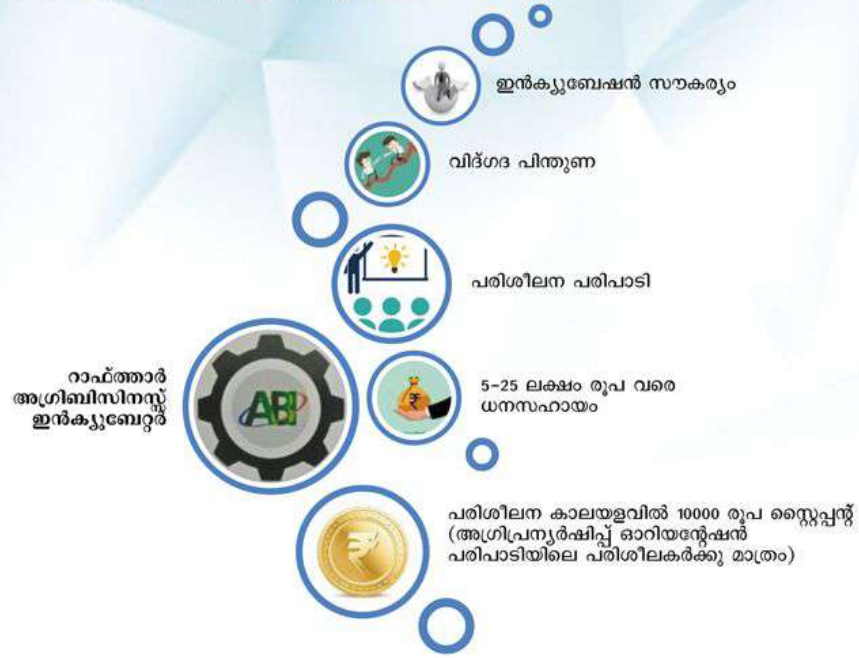 ഇൻക്യുബേഷൻ സൗകര്യം
വിദ്ഗദ പിന്തുണ
പരിശീലന പരിപാടി
റാഫ്ത്താർ
അഗ്രിബിസിനസ്സ്
ഇൻക്യുബേറ്റർ
ABI
5-25 ലക്ഷം രൂപ വരെ
ധനസഹായം
പരിശീലന കാലയളവിൽ 10000 രൂപ സ്റ്റൈപ്പന്റ്
(അഗ്രിപ്രന്യൂർഷിപ്പ് ഓറിയന്റേഷൻ
പരിപാടിയിലെ പരിശീലകർക്കു മാത്രം)